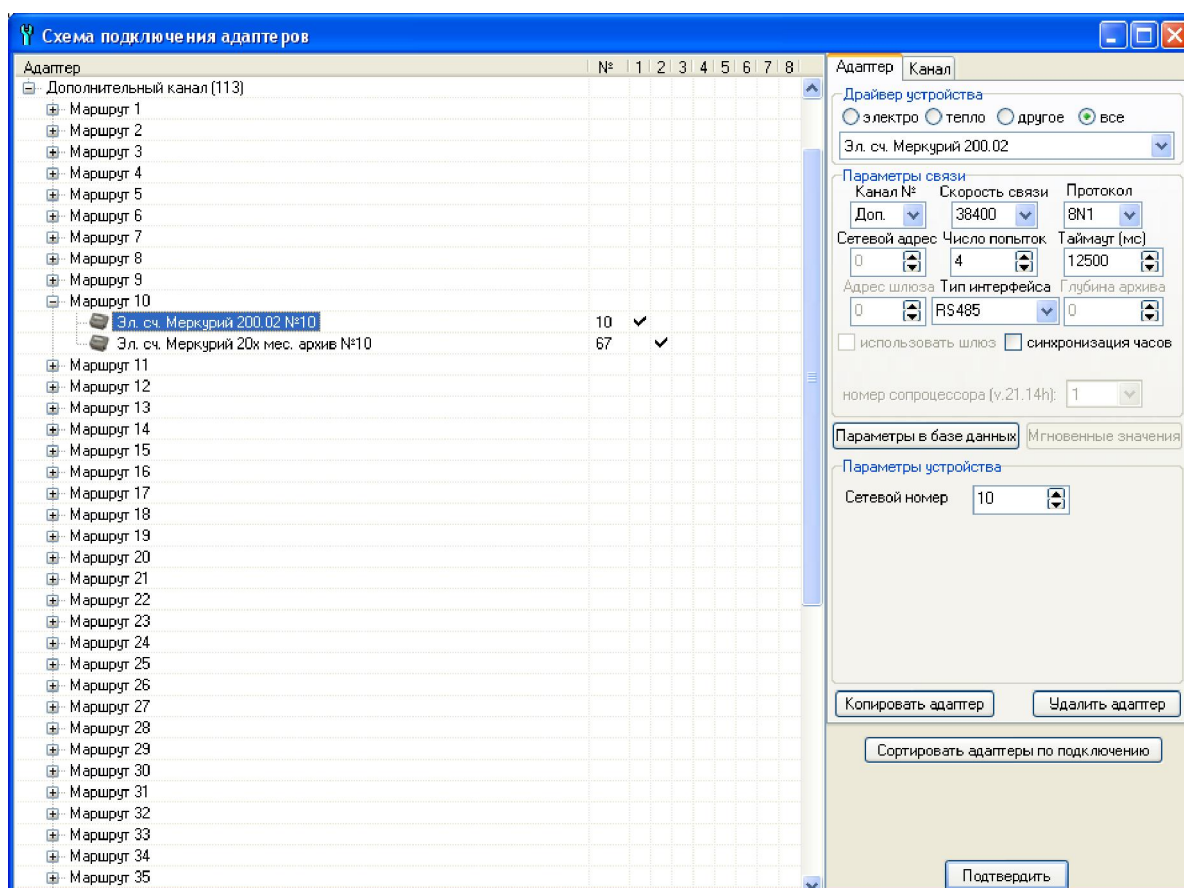 Схема подключения адаптеров
Адаптер № 1 2 3 4 5 6 7 8
Дополнительный канал (113)
Маршрут 1
Маршрут 2
Маршрут 3
Маршрут 4
Маршрут 5
Маршрут 6
Маршрут 7
Маршрут 8
Маршрут 9
Маршрут 10
Эл. сч. Меркурий 200.02 №10 10
Эл. сч. Меркурий 20х мес. архив №10 67
Маршрут 11
Маршрут 12
Маршрут 13
Маршрут 14
Маршрут 15
Маршрут 16
Маршрут 17
Маршрут 18
Маршрут 19
Маршрут 20
Маршрут 21
Маршрут 22
Маршрут 23
Маршрут 24
Маршрут 25
Маршрут 26
Маршрут 27
Маршрут 28
Маршрут 29
Маршрут 30
Маршрут 31
Маршрут 32
Маршрут 33
Маршрут 34
Маршрут 35
Адаптер Канал
Драйвер устройства
электро тепло другое все
Эл. сч. Меркурий 200.02
Параметры связи
Канал № Скорость связи Протокол
Доп. 38400 8N1
Сетевой адрес Число попыток Таймаут (мс)
0 4 12500
Адрес шлюза Тип интерфейса Глубина архива
0 RS485 0
использовать шлюз синхронизация часов
номер сопроцессора (v.21.14h): 1
Параметры в базе данных Мгновенные значения
Параметры устройства
Сетевой номер 10
Копировать адаптер Удалить адаптер
Сортировать адаптеры по подключению
Подтвердить